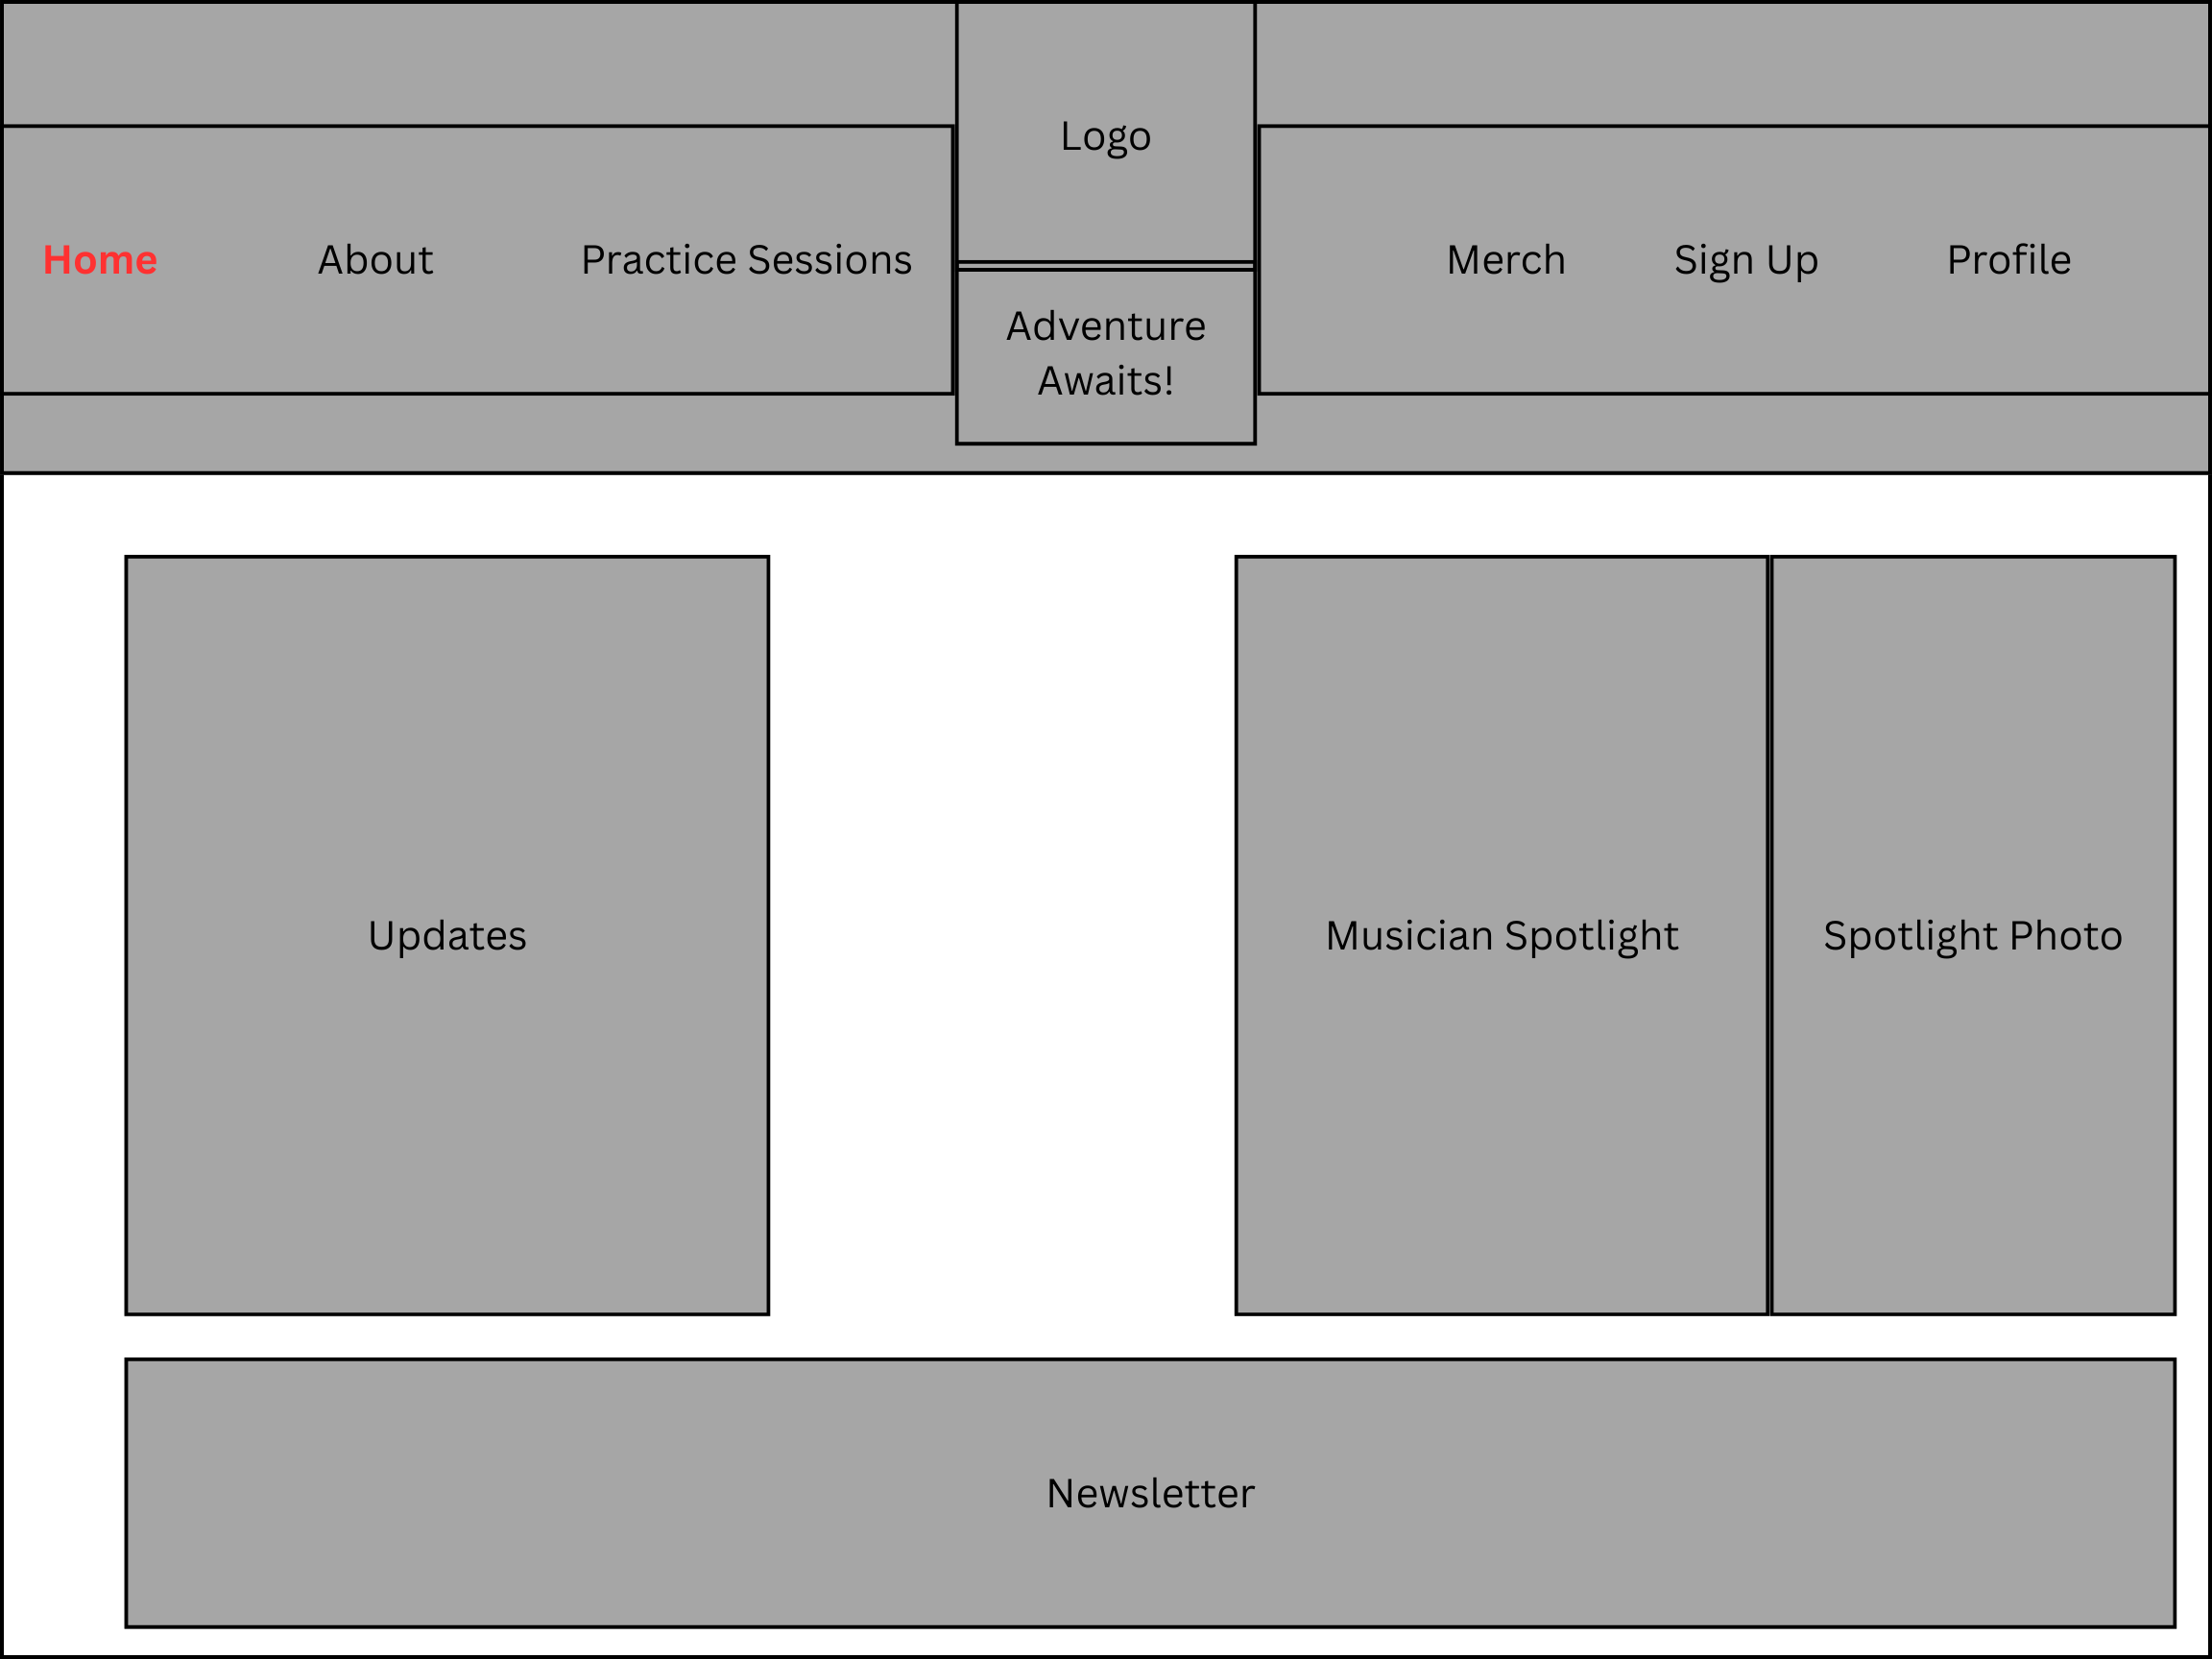 Logo
Home
About
Practice Sessions
Adventure
Awaits!
Merch
Sign Up
Profile
Updates
Musician Spotlight
Spotlight Photo
Newsletter